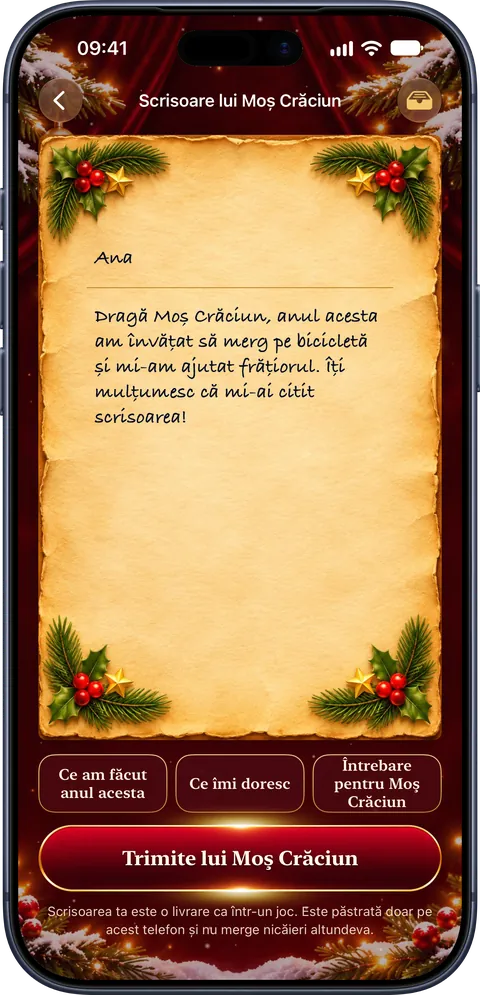 09:41
Scrisoare lui Moș Crăciun
Ana
Dragă Moș Crăciun, anul acesta
am învățat să merg pe bicicletă
și mi-am ajutat frățiorul. Îți
mulțumesc că mi-ai citit
scrisoarea!
Ce am făcut
anul acesta
Ce îmi doresc
Întrebare
pentru Moș
Crăciun
Trimite lui Moș Crăciun
Scrisoarea ta este o livrare ca într-un joc. Este păstrată doar pe
acest telefon și nu merge nicăieri altundeva.